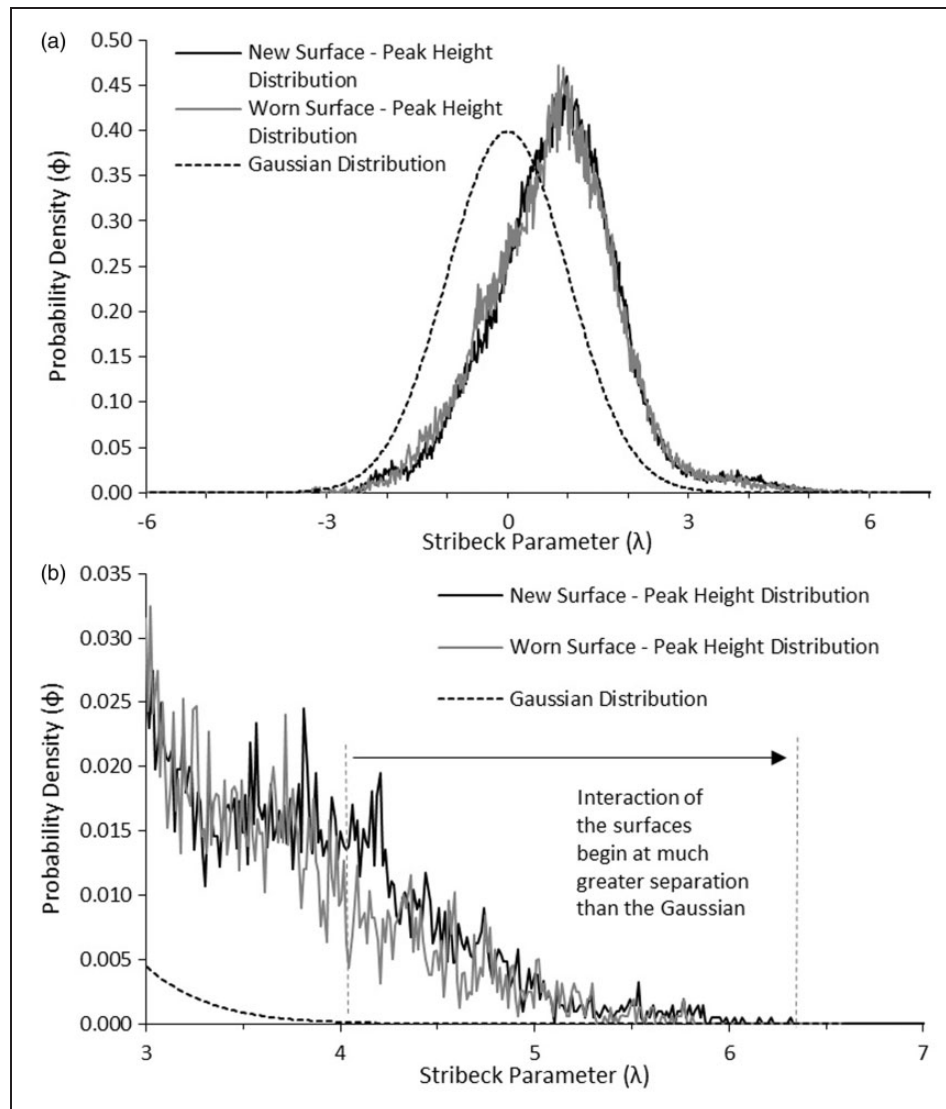 (a)
0.50
0.45
0.40
0.35
0.30
0.25
0.20
0.15
0.10
0.05
0.00
Probability Density (ϕ)
New Surface - Peak Height
Distribution
Worn Surface - Peak Height
Distribution
Gaussian Distribution
-6 -3 0 3 6
Stribeck Parameter (λ)
(b)
0.035
0.030
0.025
0.020
0.015
0.010
0.005
0.000
Probability Density (ϕ)
New Surface - Peak Height Distribution
Worn Surface - Peak Height Distribution
Gaussian Distribution
Interaction of
the surfaces
begin at much
greater separation
than the Gaussian
3 4 5 6 7
Stribeck Parameter (λ)